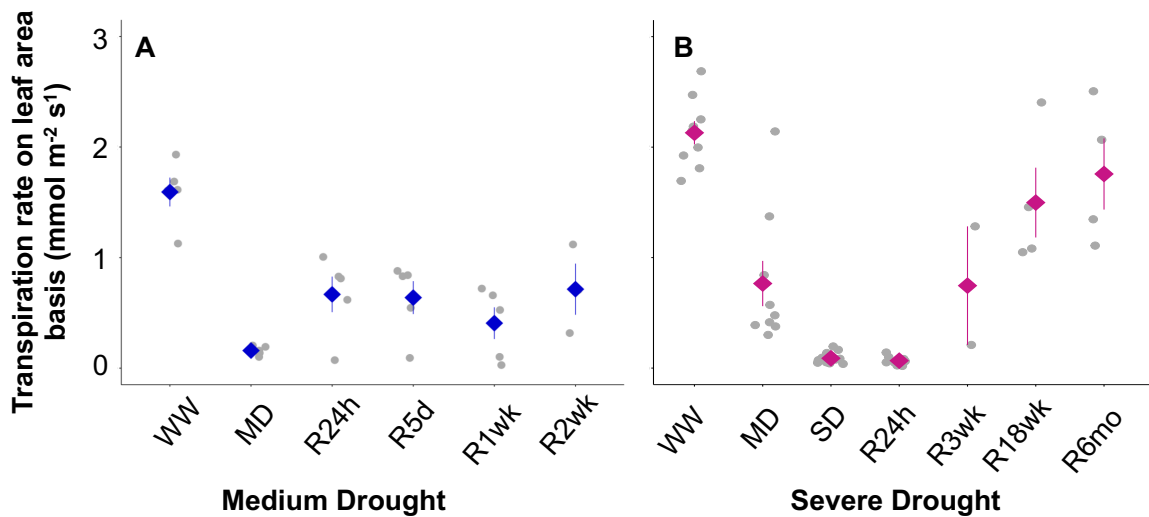 Transpiration rate on leaf area
basis (mmol m⁻² s¹)
A
3
2
1
0
WW
MD
R24h
R5d
R1wk
R2wk
Medium Drought
B
WW
MD
SD
R24h
R3wk
R18wk
R6mo
Severe Drought